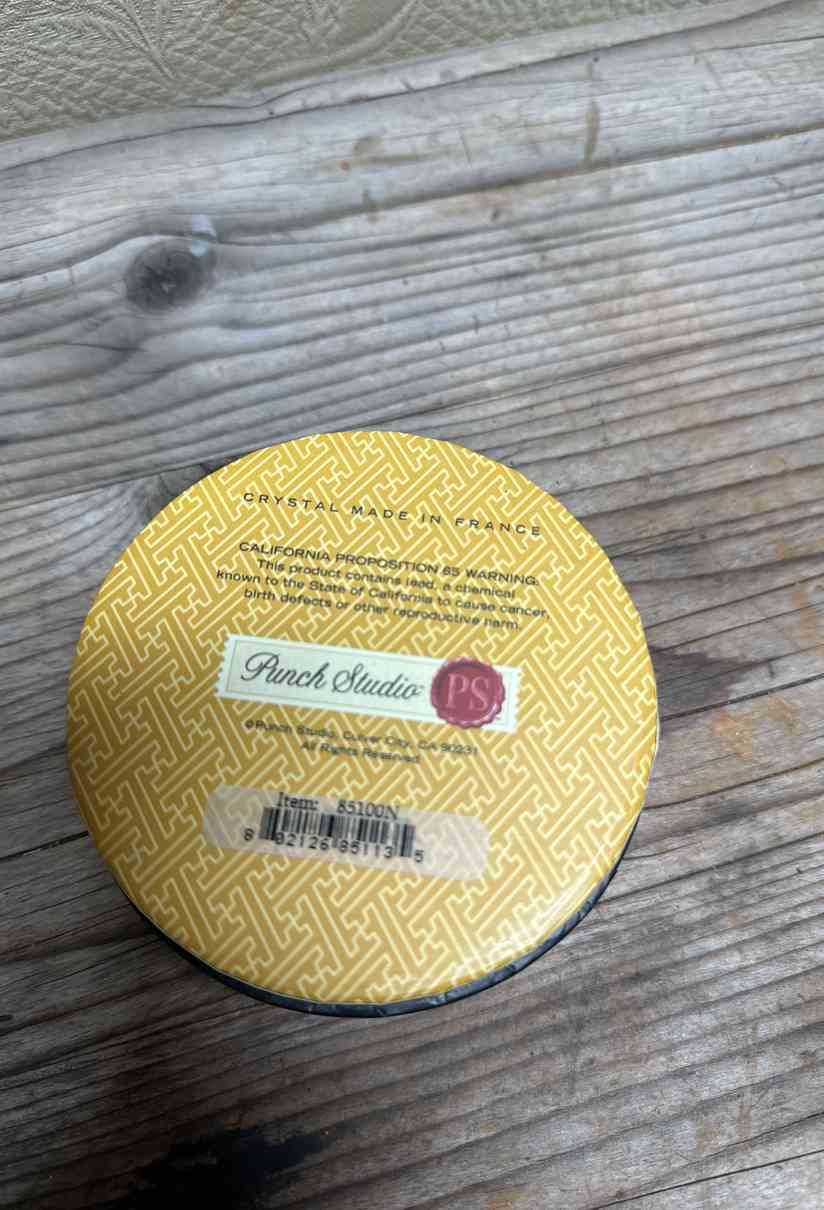 CRYSTAL MADE IN FRANCE
CALIFORNIA PROPOSITION 65 WARNING:
This product contains lead, a chemical
known to the State of California to cause cancer,
birth defects or other reproductive harm.
Punch Studio PS
©Punch Studio, Culver City, CA 90231
All Rights Reserved
Item: 85100N
8 02126 85113 5